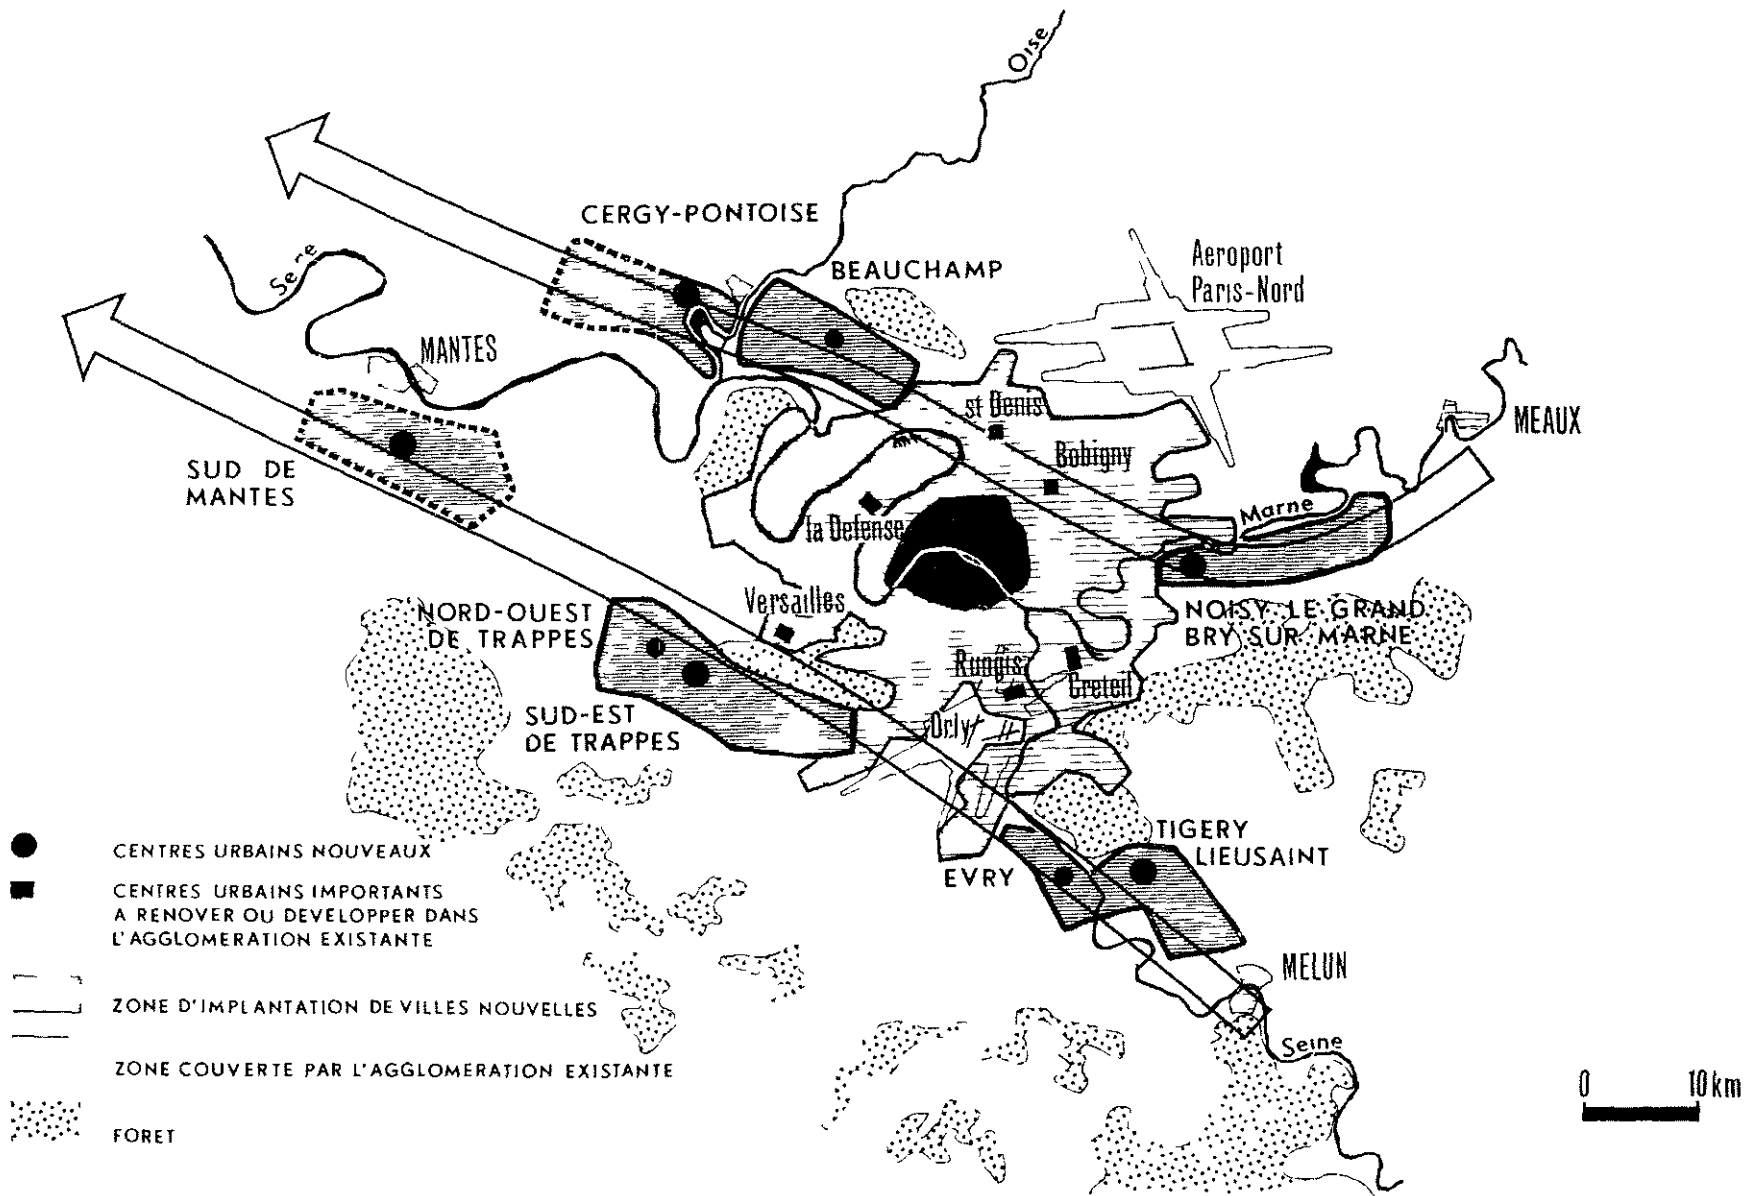 Oise
CERGY-PONTOISE
BEAUCHAMP
Aeroport
Paris-Nord
Seine
MANTES
St Denis
MEAUX
Bobigny
SUD DE
MANTES
Marne
la Defense
NORD-OUEST
DE TRAPPES
Versailles
NOISY LE GRAND
BRY SUR MARNE
Rungis
Creteil
SUD-EST
DE TRAPPES
Orly
TIGERY
LIEUSAINT
EVRY
MELUN
Seine
CENTRES URBAINS NOUVEAUX
CENTRES URBAINS IMPORTANTS
A RENOVER OU DEVELOPPER DANS
L'AGGLOMERATION EXISTANTE
ZONE D'IMPLANTATION DE VILLES NOUVELLES
ZONE COUVERTE PAR L'AGGLOMERATION EXISTANTE
FORET
0 10 km